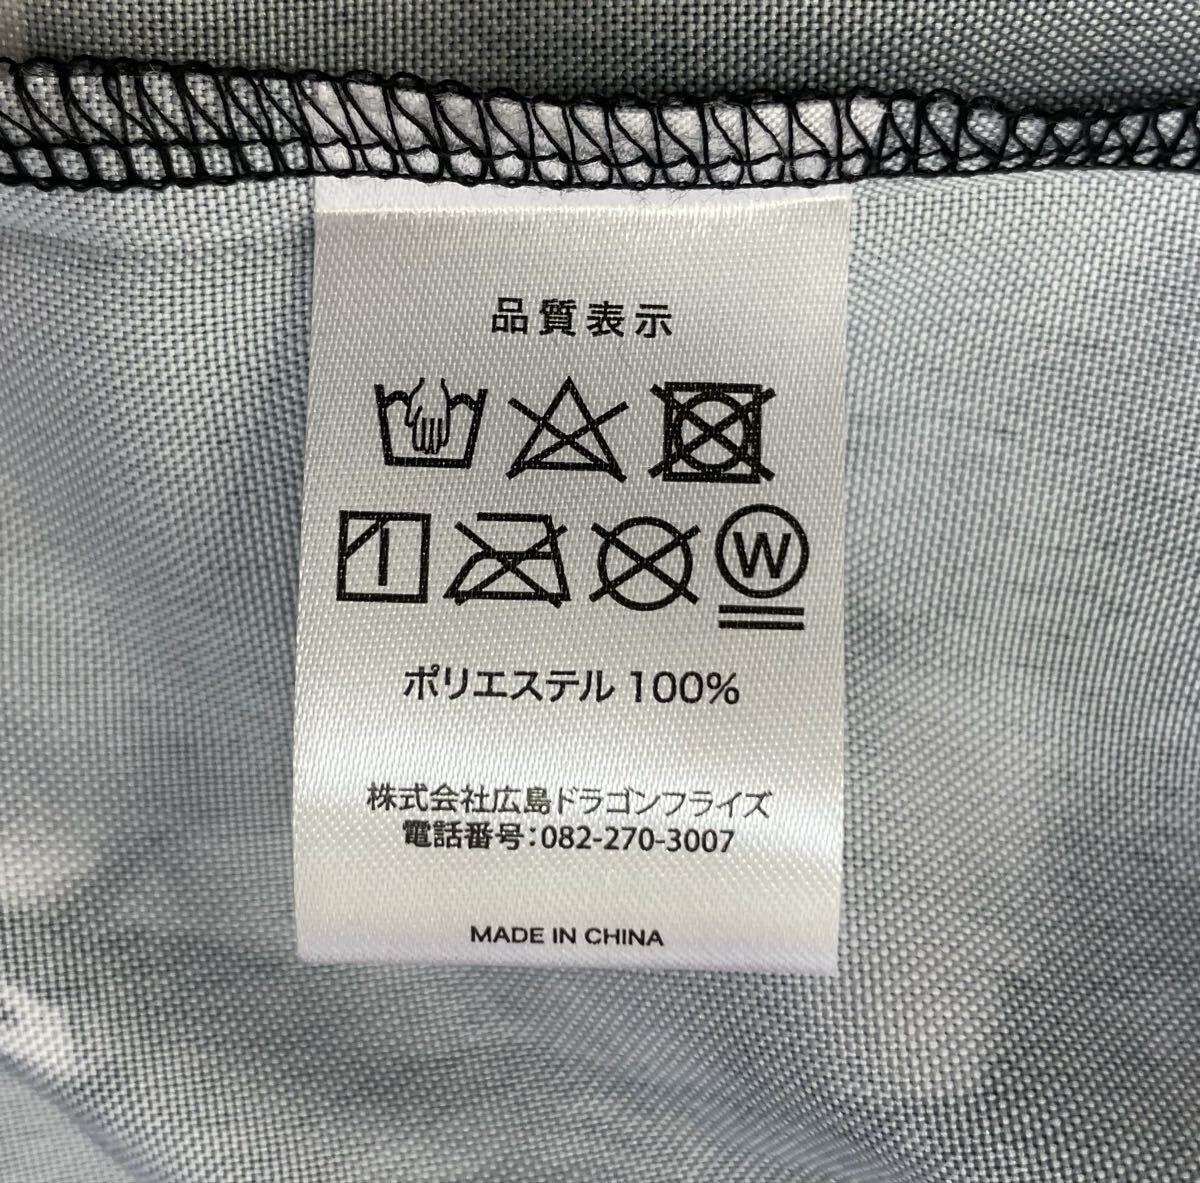 品質表示
W
ポリエステル 100%
株式会社広島ドラゴンフライズ
電話番号:082-270-3007
MADE IN CHINA